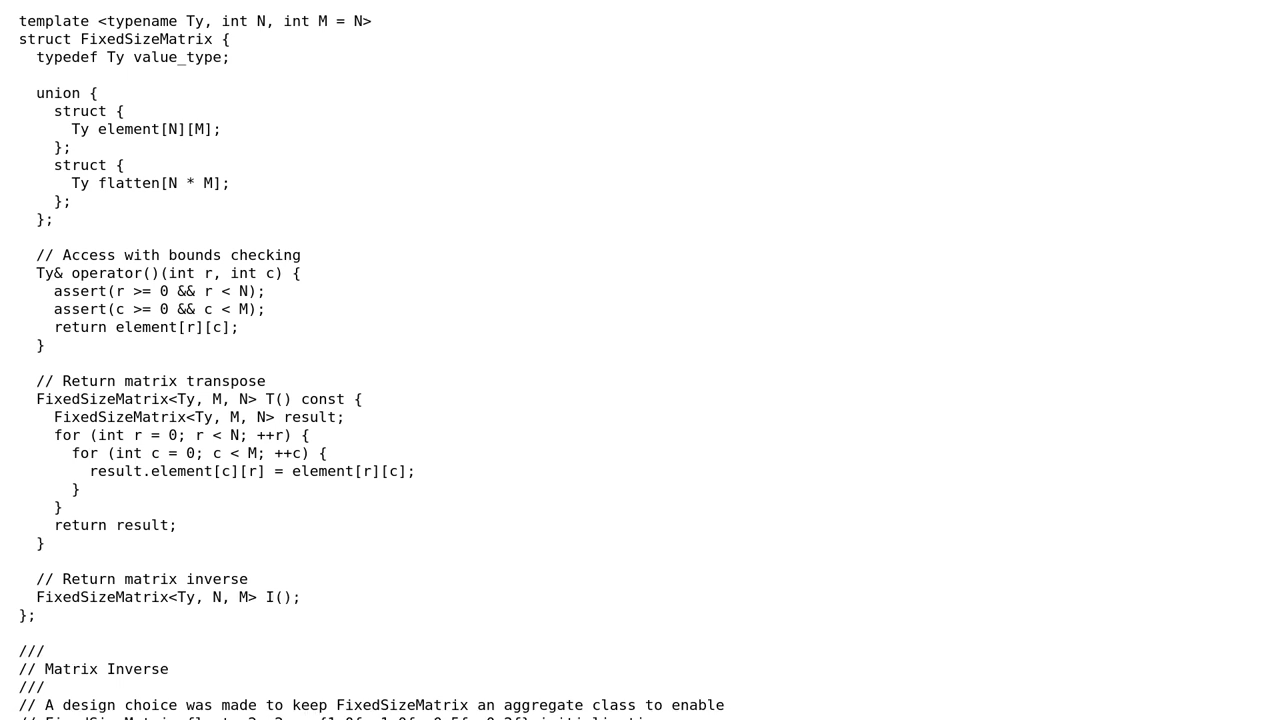 template <typename Ty, int N, int M = N>
struct FixedSizeMatrix {
  typedef Ty value_type;

  union {
    struct {
      Ty element[N][M];
    };
    struct {
      Ty flatten[N * M];
    };
  };

  // Access with bounds checking
  Ty& operator()(int r, int c) {
    assert(r >= 0 && r < N);
    assert(c >= 0 && c < M);
    return element[r][c];
  }

  // Return matrix transpose
  FixedSizeMatrix<Ty, M, N> T() const {
    FixedSizeMatrix<Ty, M, N> result;
    for (int r = 0; r < N; ++r) {
      for (int c = 0; c < M; ++c) {
        result.element[c][r] = element[r][c];
      }
    }
    return result;
  }

  // Return matrix inverse
  FixedSizeMatrix<Ty, N, M> I();
};

///
// Matrix Inverse
///
// A design choice was made to keep FixedSizeMatrix an aggregate class to enable